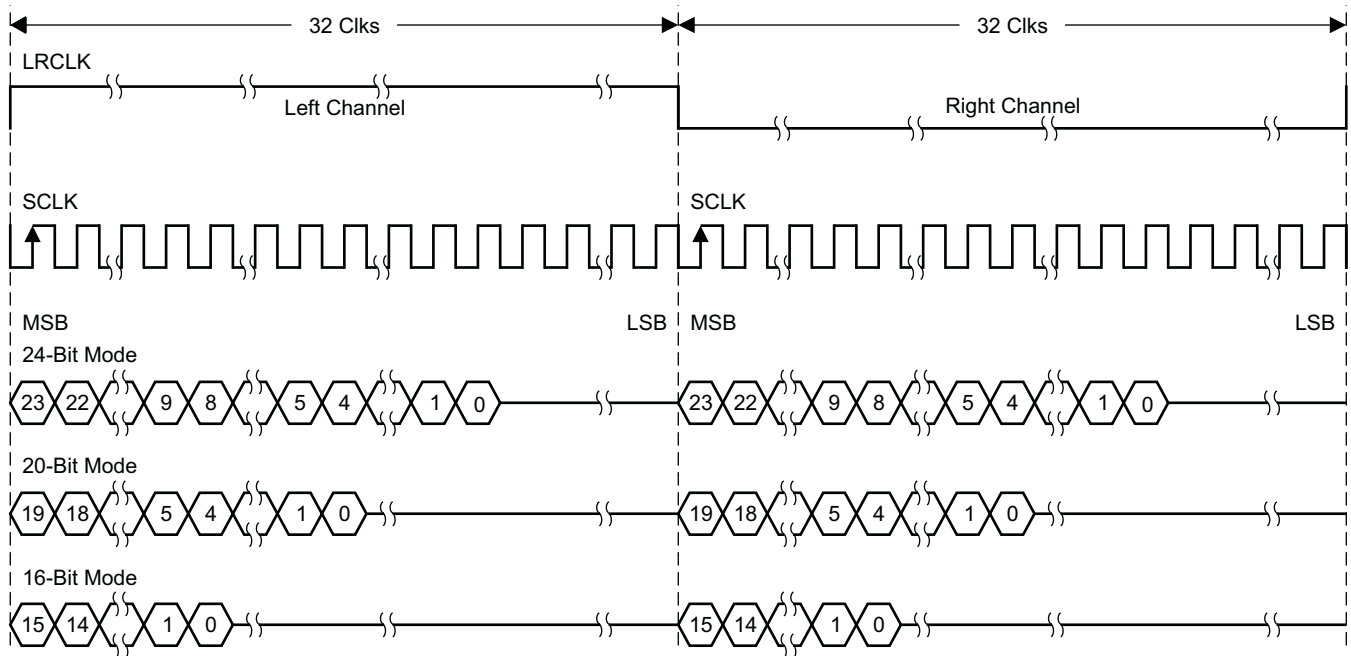 32 Clks 32 Clks
LRCLK
Left Channel Right Channel
SCLK SCLK
MSB LSB MSB LSB
24-Bit Mode
23 22 9 8 5 4 1 0 23 22 9 8 5 4 1 0
20-Bit Mode
19 18 5 4 1 0 19 18 5 4 1 0
16-Bit Mode
15 14 1 0 15 14 1 0